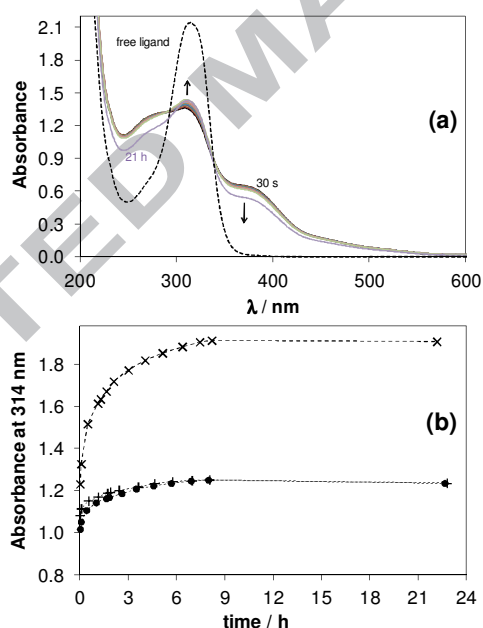 TED MA
2.1
1.8
1.5
1.2
0.9
0.6
0.3
0.0
Absorbance
free ligand
(a)
21 h
30 s
200 300 400 500 600
λ / nm
1.8
1.6
1.4
1.2
1.0
0.8
Absorbance at 314 nm
(b)
0 3 6 9 12 15 18 21 24
time / h